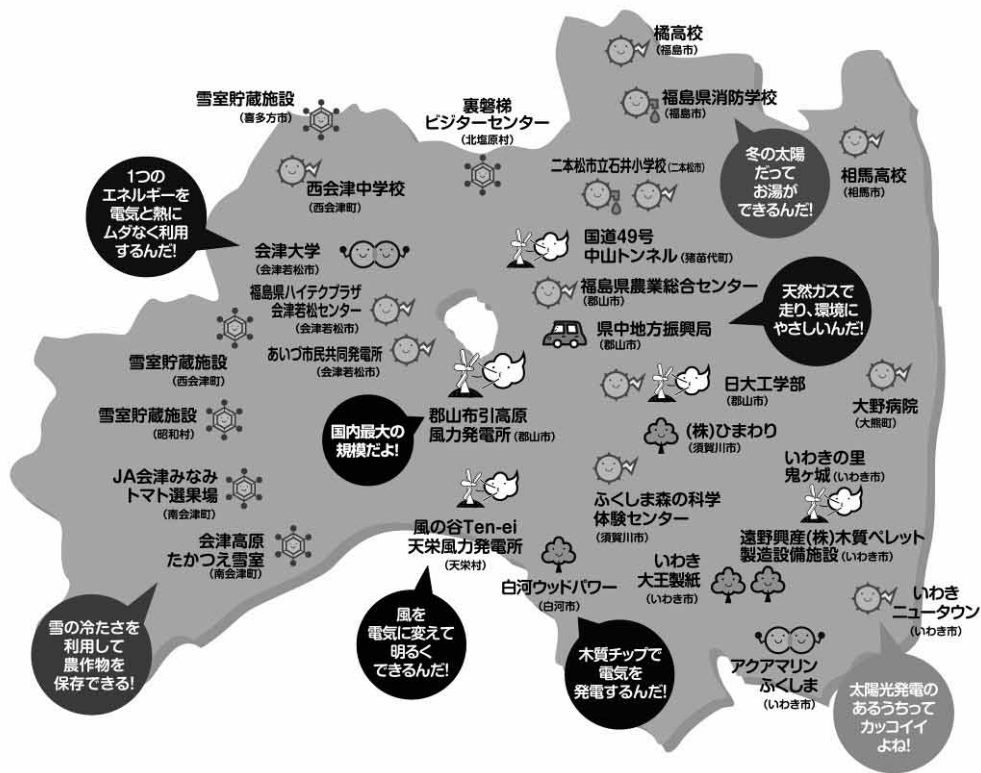 橘高校
(福島市)
福島県消防学校
(福島市)
冬の太陽
だって
お湯が
できるんだ!
相馬高校
(相馬市)
雪室貯蔵施設
(喜多方市)
裏磐梯
ビジターセンター
(北塩原村)
西会津中学校
(西会津町)
二本松市立石井小学校(二本松市)
1つの
エネルギーを
電気と熱に
ムダなく利用
するんだ!
会津大学
(会津若松市)
国道49号
中山トンネル(猪苗代町)
福島県ハイテクプラザ
会津若松センター
(会津若松市)
福島県農業総合センター
(郡山市)
天然ガスで
走り、環境に
やさしいんだ!
県中地方振興局
(郡山市)
あいづ市民共同発電所
(会津若松市)
雪室貯蔵施設
(西会津町)
日大工学部
(郡山市)
大野病院
(大熊町)
雪室貯蔵施設
(昭和村)
国内最大の
規模だよ!
郡山布引高原
風力発電所(郡山市)
(株)ひまわり
(須賀川市)
いわきの里
鬼ヶ城(いわき市)
JA会津みなみ
トマト選果場
(南会津町)
ふくしま森の科学
体験センター
(須賀川市)
風の谷Ten-ei
天栄風力発電所
(天栄村)
遠野興産(株)木質ペレット
製造設備施設(いわき市)
会津高原
たかつえ雪室
(南会津町)
白河ウッドパワー
(白河市)
いわき
大王製紙
(いわき市)
いわき
ニュータウン
(いわき市)
雪の冷たさを
利用して
農作物を
保存できる!
風を
電気に変えて
明るく
できるんだ!
木質チップで
電気を
発電するんだ!
アクアマリン
ふくしま
(いわき市)
太陽光発電の
あるうちって
カッコイイ
よね!